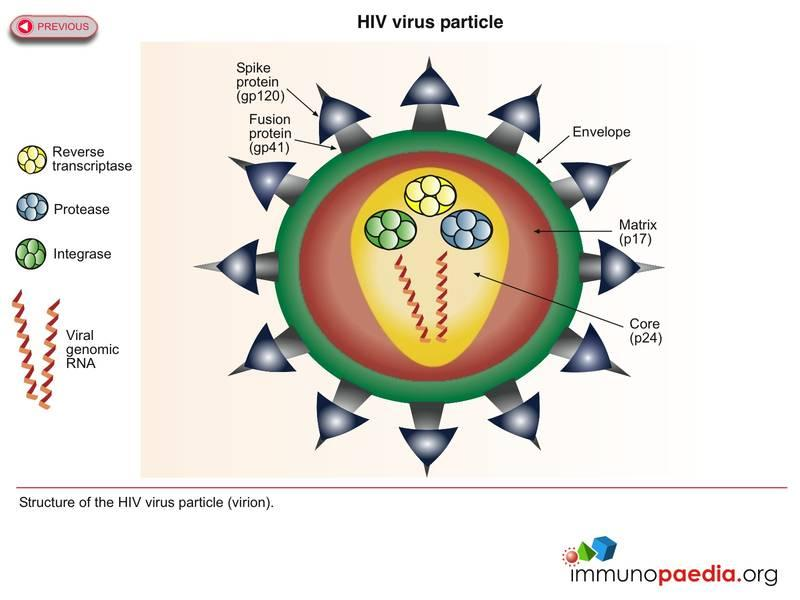 PREVIOUS
HIV virus particle
Spike
protein
(gp120)
Fusion
protein
(gp41)
Envelope
Reverse
transcriptase
Protease
Integrase
Matrix
(p17)
Core
(p24)
Viral
genomic
RNA
Structure of the HIV virus particle (virion).
immunopaedia.org